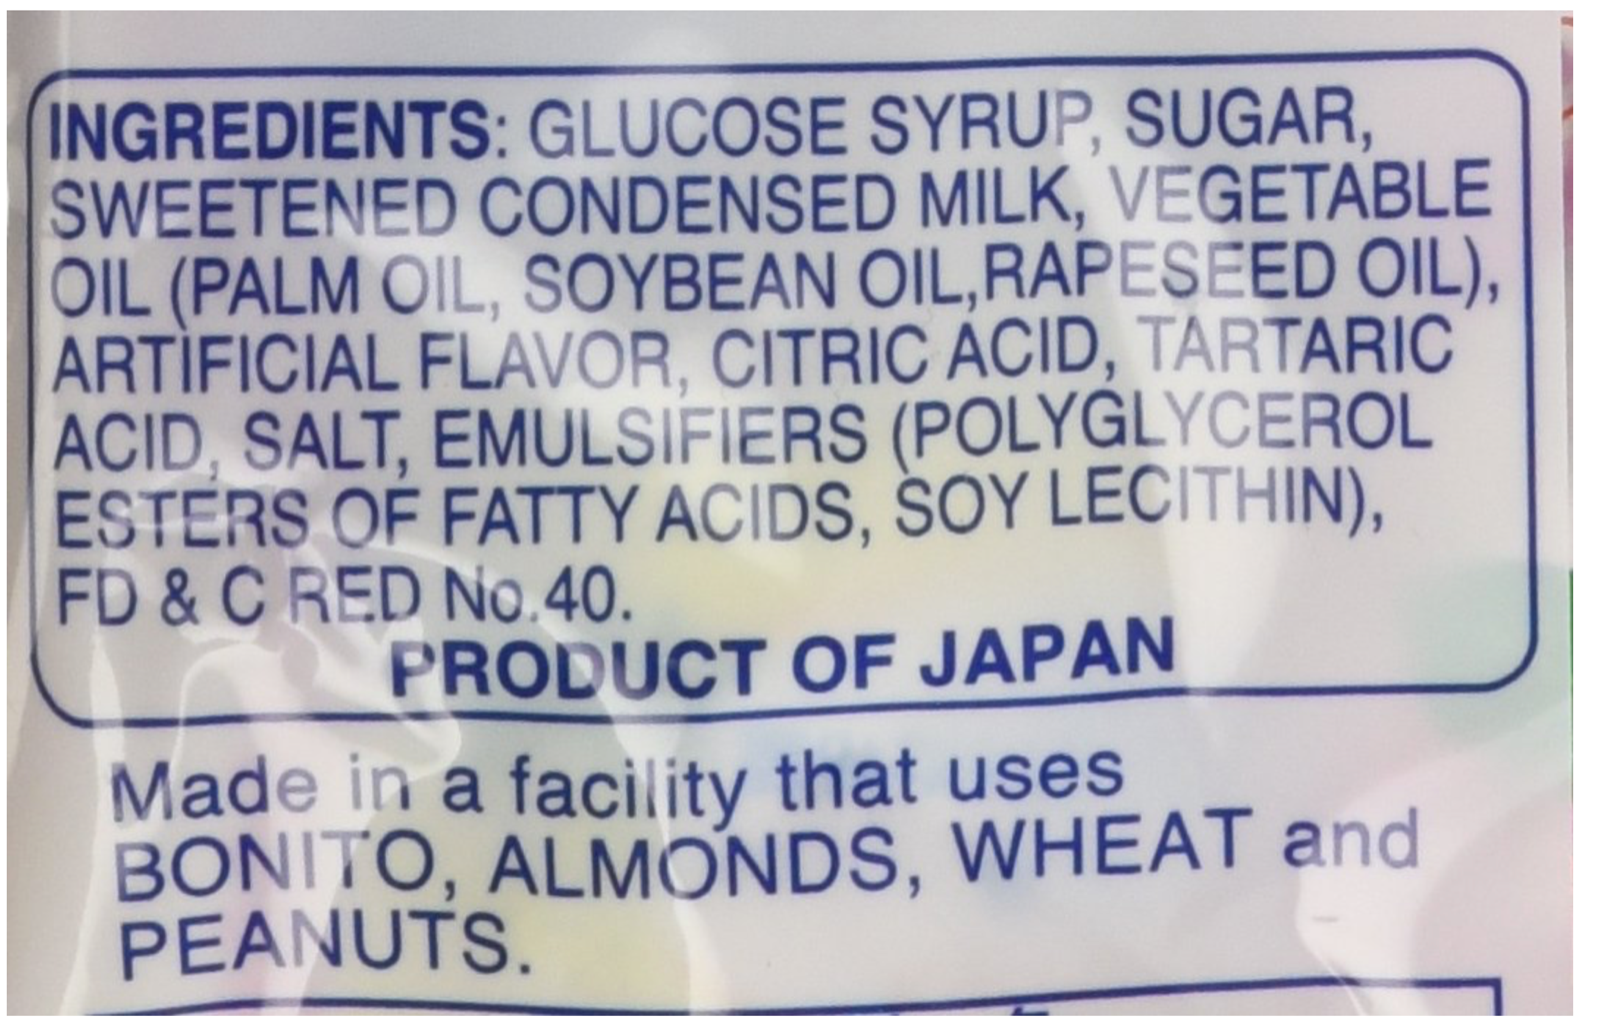 INGREDIENTS: GLUCOSE SYRUP, SUGAR,
SWEETENED CONDENSED MILK, VEGETABLE
OIL (PALM OIL, SOYBEAN OIL,RAPESEED OIL),
ARTIFICIAL FLAVOR, CITRIC ACID, TARTARIC
ACID, SALT, EMULSIFIERS (POLYGLYCEROL
ESTERS OF FATTY ACIDS, SOY LECITHIN),
FD & C RED No.40.
PRODUCT OF JAPAN
Made in a facility that uses
BONITO, ALMONDS, WHEAT and
PEANUTS.